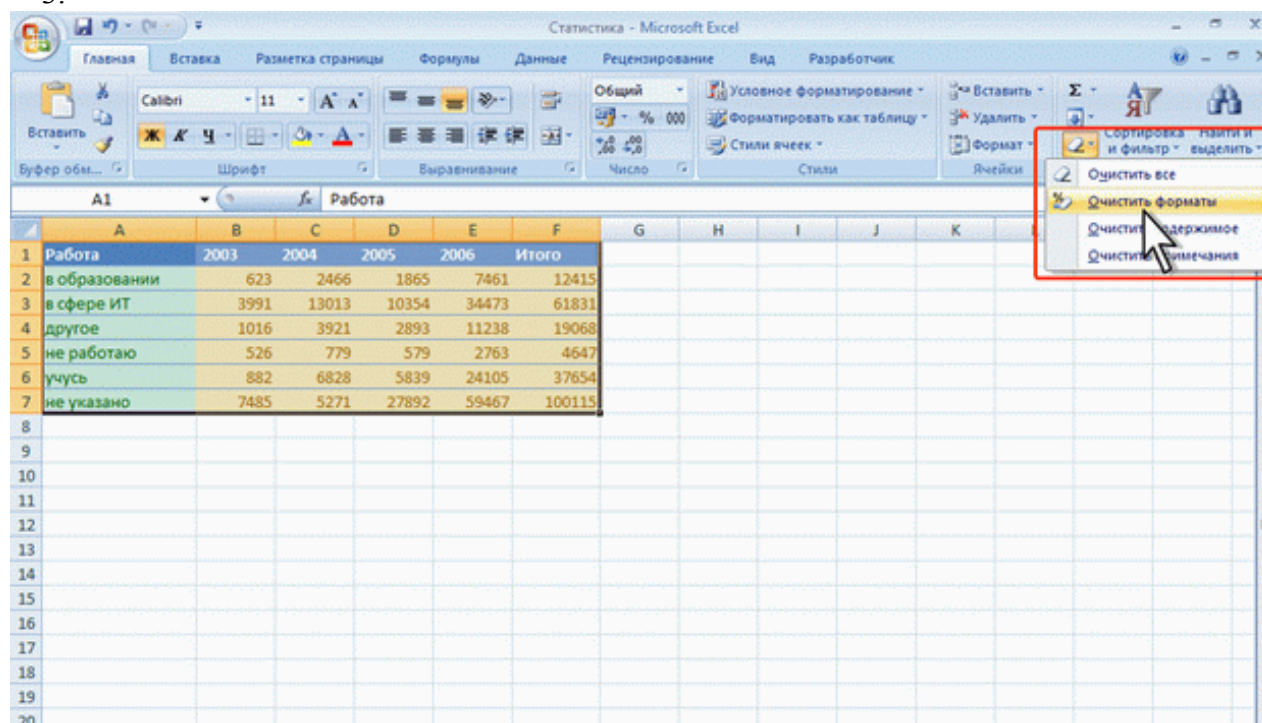 Статистика - Microsoft Excel
Главная Вставка Разметка страницы Формулы Данные Рецензирование Вид Разработчик
Calibri 11 Общий Условное форматирование Вставить Σ
Вставить Ж К Ч % 000 Форматировать как таблицу Удалить Сортировка Найти и
Стили ячеек Формат и фильтр выделить
Буфер обм... Шрифт Выравнивание Число Стили Ячейки
Очистить все
Очистить форматы
Очистить содержимое
Очистить примечания
A1 fx Работа
A B C D E F G H I J K
1 Работа 2003 2004 2005 2006 Итого
2 в образовании 623 2466 1865 7461 12415
3 в сфере ИТ 3991 13013 10354 34473 61831
4 другое 1016 3921 2893 11238 19068
5 не работаю 526 779 579 2763 4647
6 учусь 882 6828 5839 24105 37654
7 не указано 7485 5271 27892 59467 100115
8
9
10
11
12
13
14
15
16
17
18
19
20